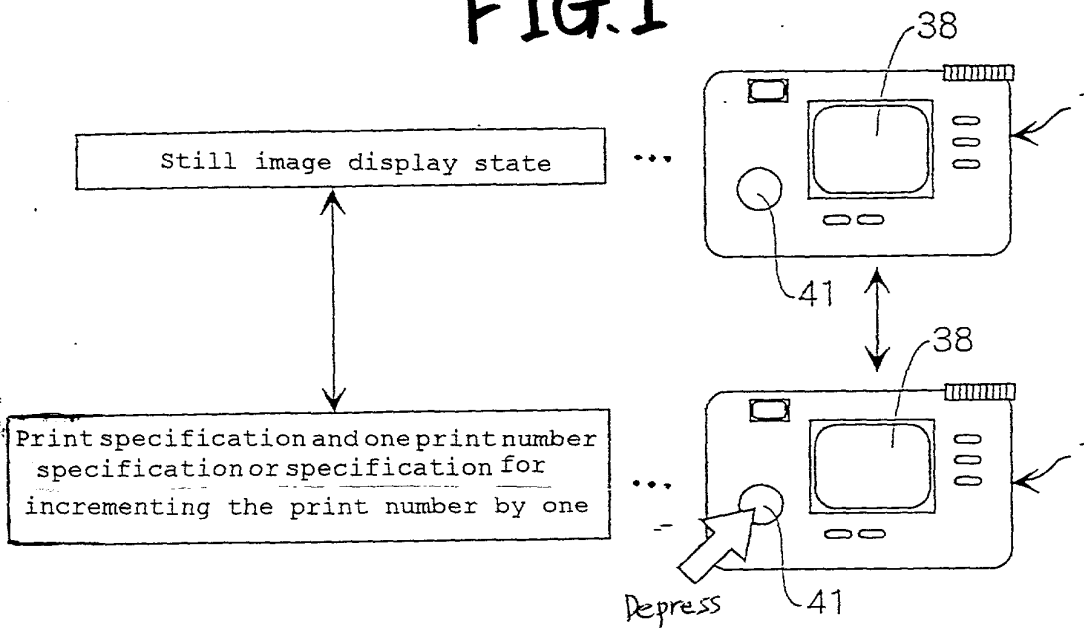 FIG.1
38
Still image display state
...
41
38
Print specification and one print number
specification or specification for
incrementing the print number by one
...
Depress
41